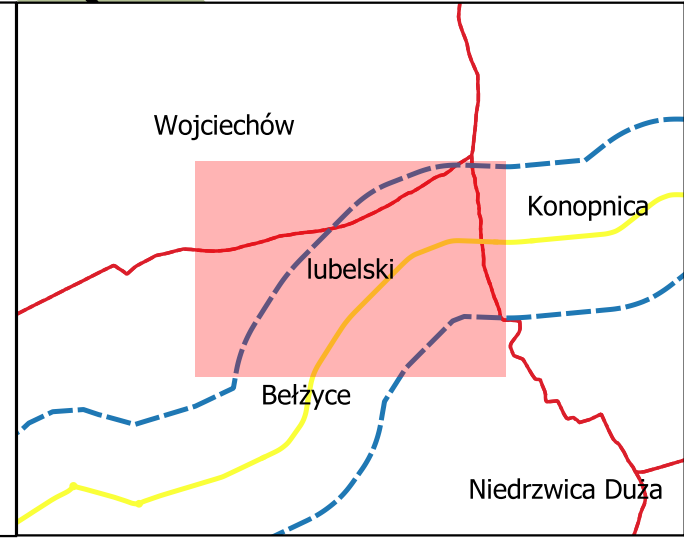 Wojciechów
Konopnica
lubelski
Bełżyce
Niedrzwica Duża